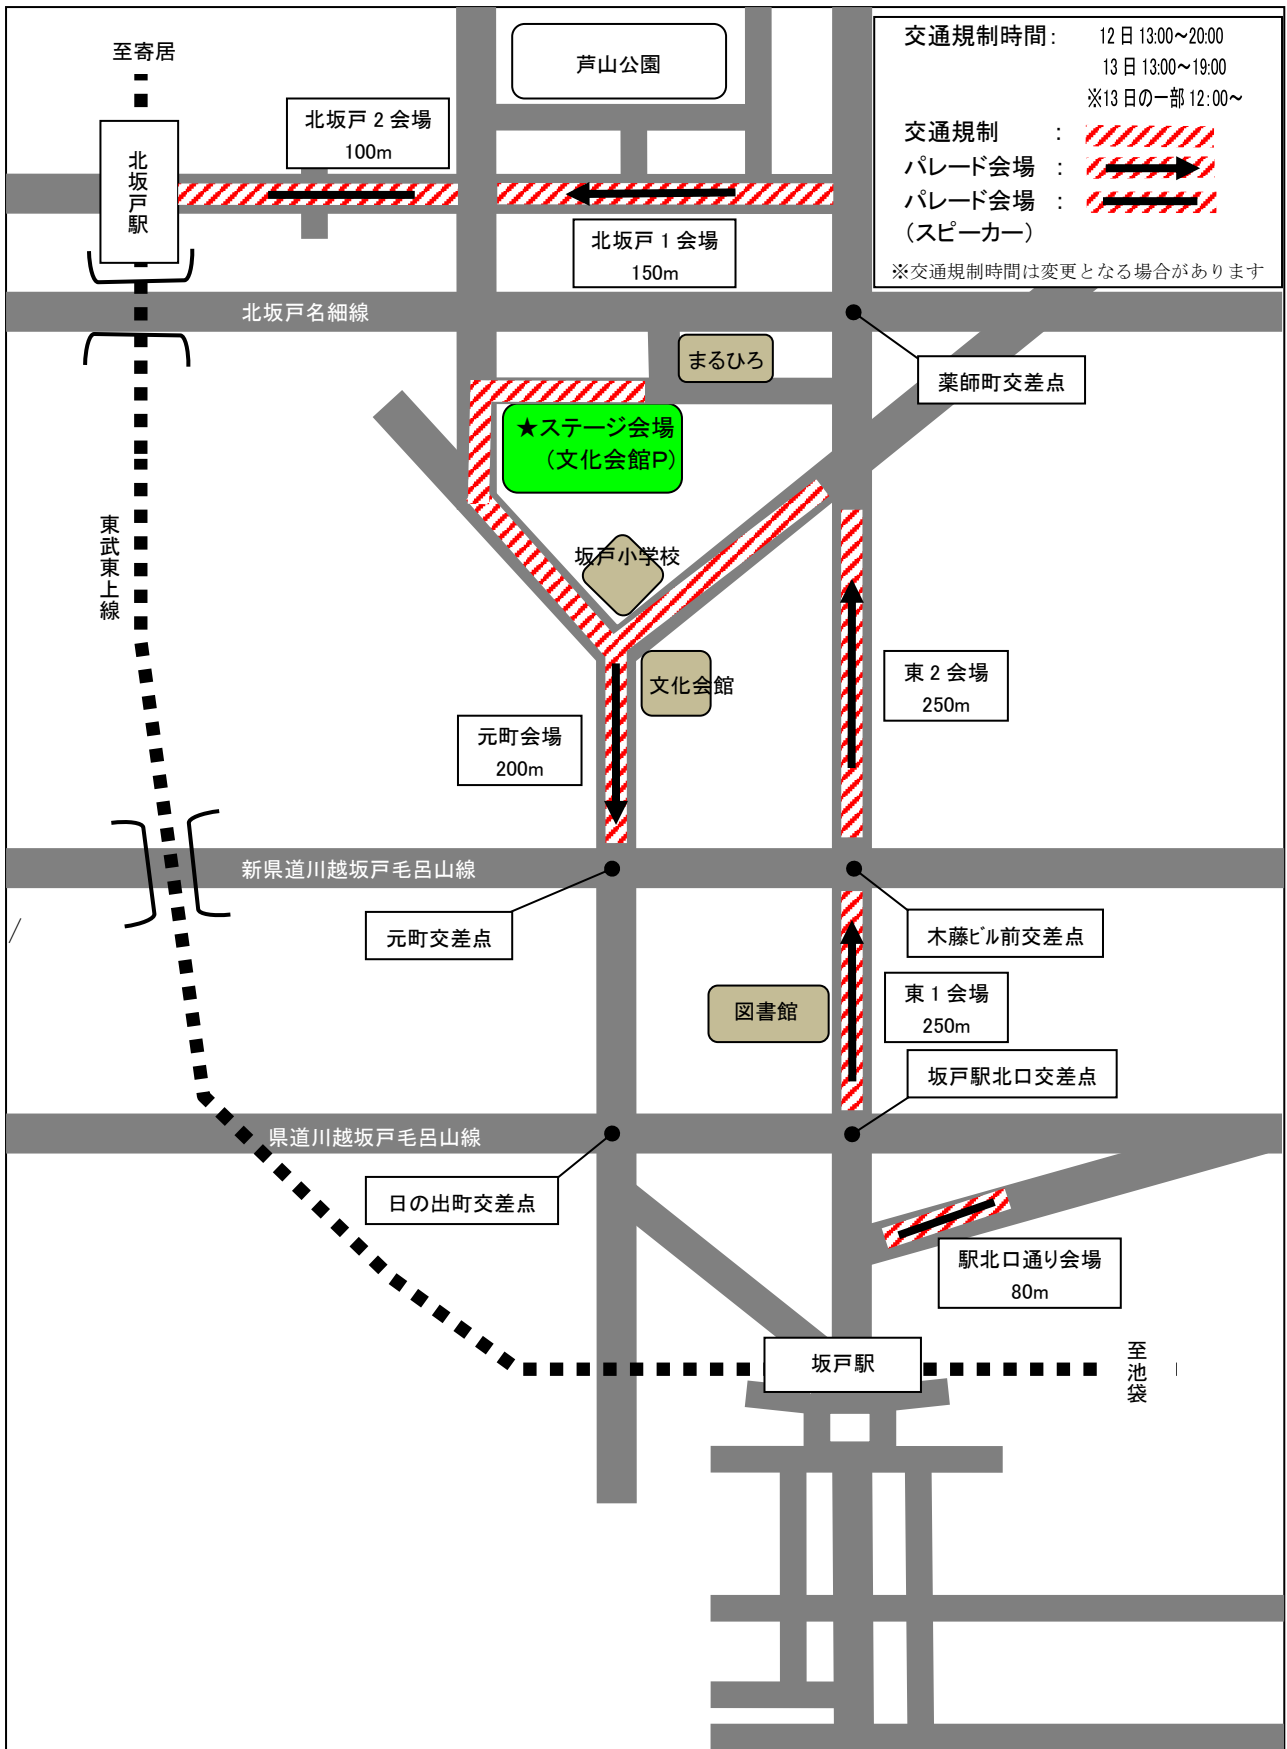 至寄居
芦山公園
交通規制時間： 12日 13:00～20:00
13日 13:00～19:00
※13日の一部 12:00～
交通規制 ：
パレード会場 ：
パレード会場 ：
（スピーカー）
※交通規制時間は変更となる場合があります
北坂戸２会場
100m
北坂戸駅
北坂戸１会場
150m
北坂戸名細線
まるひろ
薬師町交差点
★ステージ会場
（文化会館Ｐ）
東武東上線
坂戸小学校
文化会館
東２会場
250m
元町会場
200m
新県道川越坂戸毛呂山線
元町交差点
木藤ﾋﾞﾙ前交差点
図書館
東１会場
250m
坂戸駅北口交差点
県道川越坂戸毛呂山線
日の出町交差点
駅北口通り会場
80m
坂戸駅
至池袋